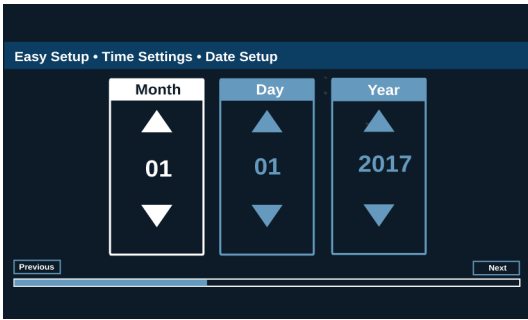 Easy Setup • Time Settings • Date Setup
Month Day Year
01 01 2017
Previous Next